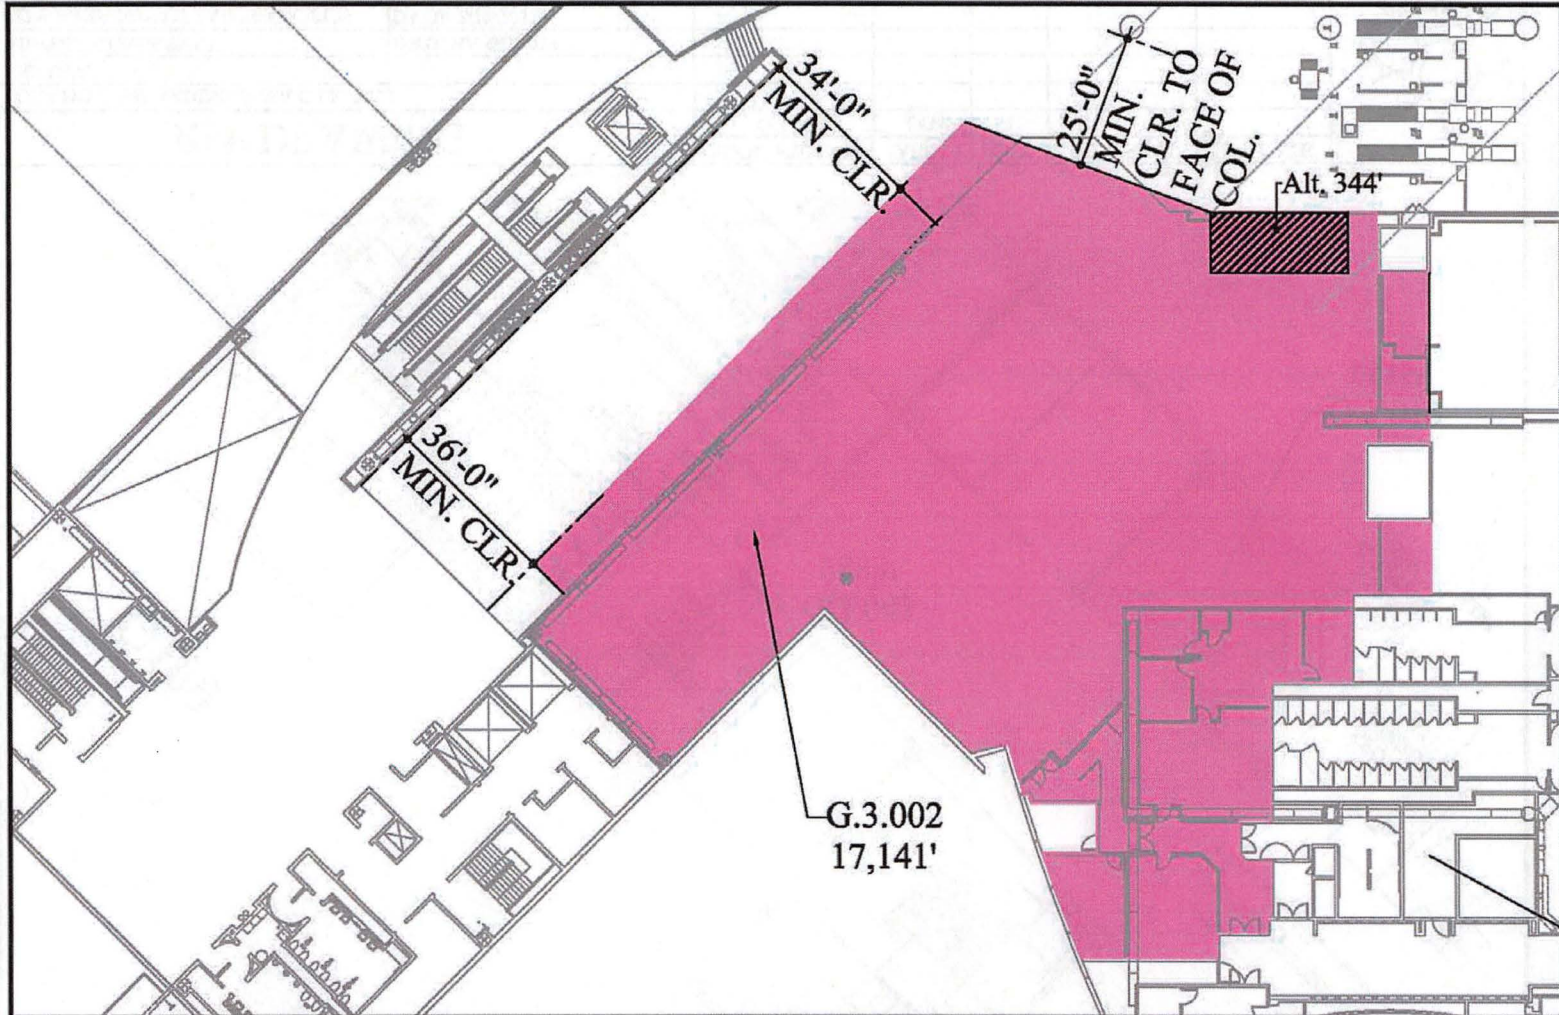 34'-0"
MIN. CLR.
25'-0"
MIN.
CLR. TO
FACE OF
COL.
Alt. 344'
36'-0"
MIN. CLR.
G.3.002
17,141'